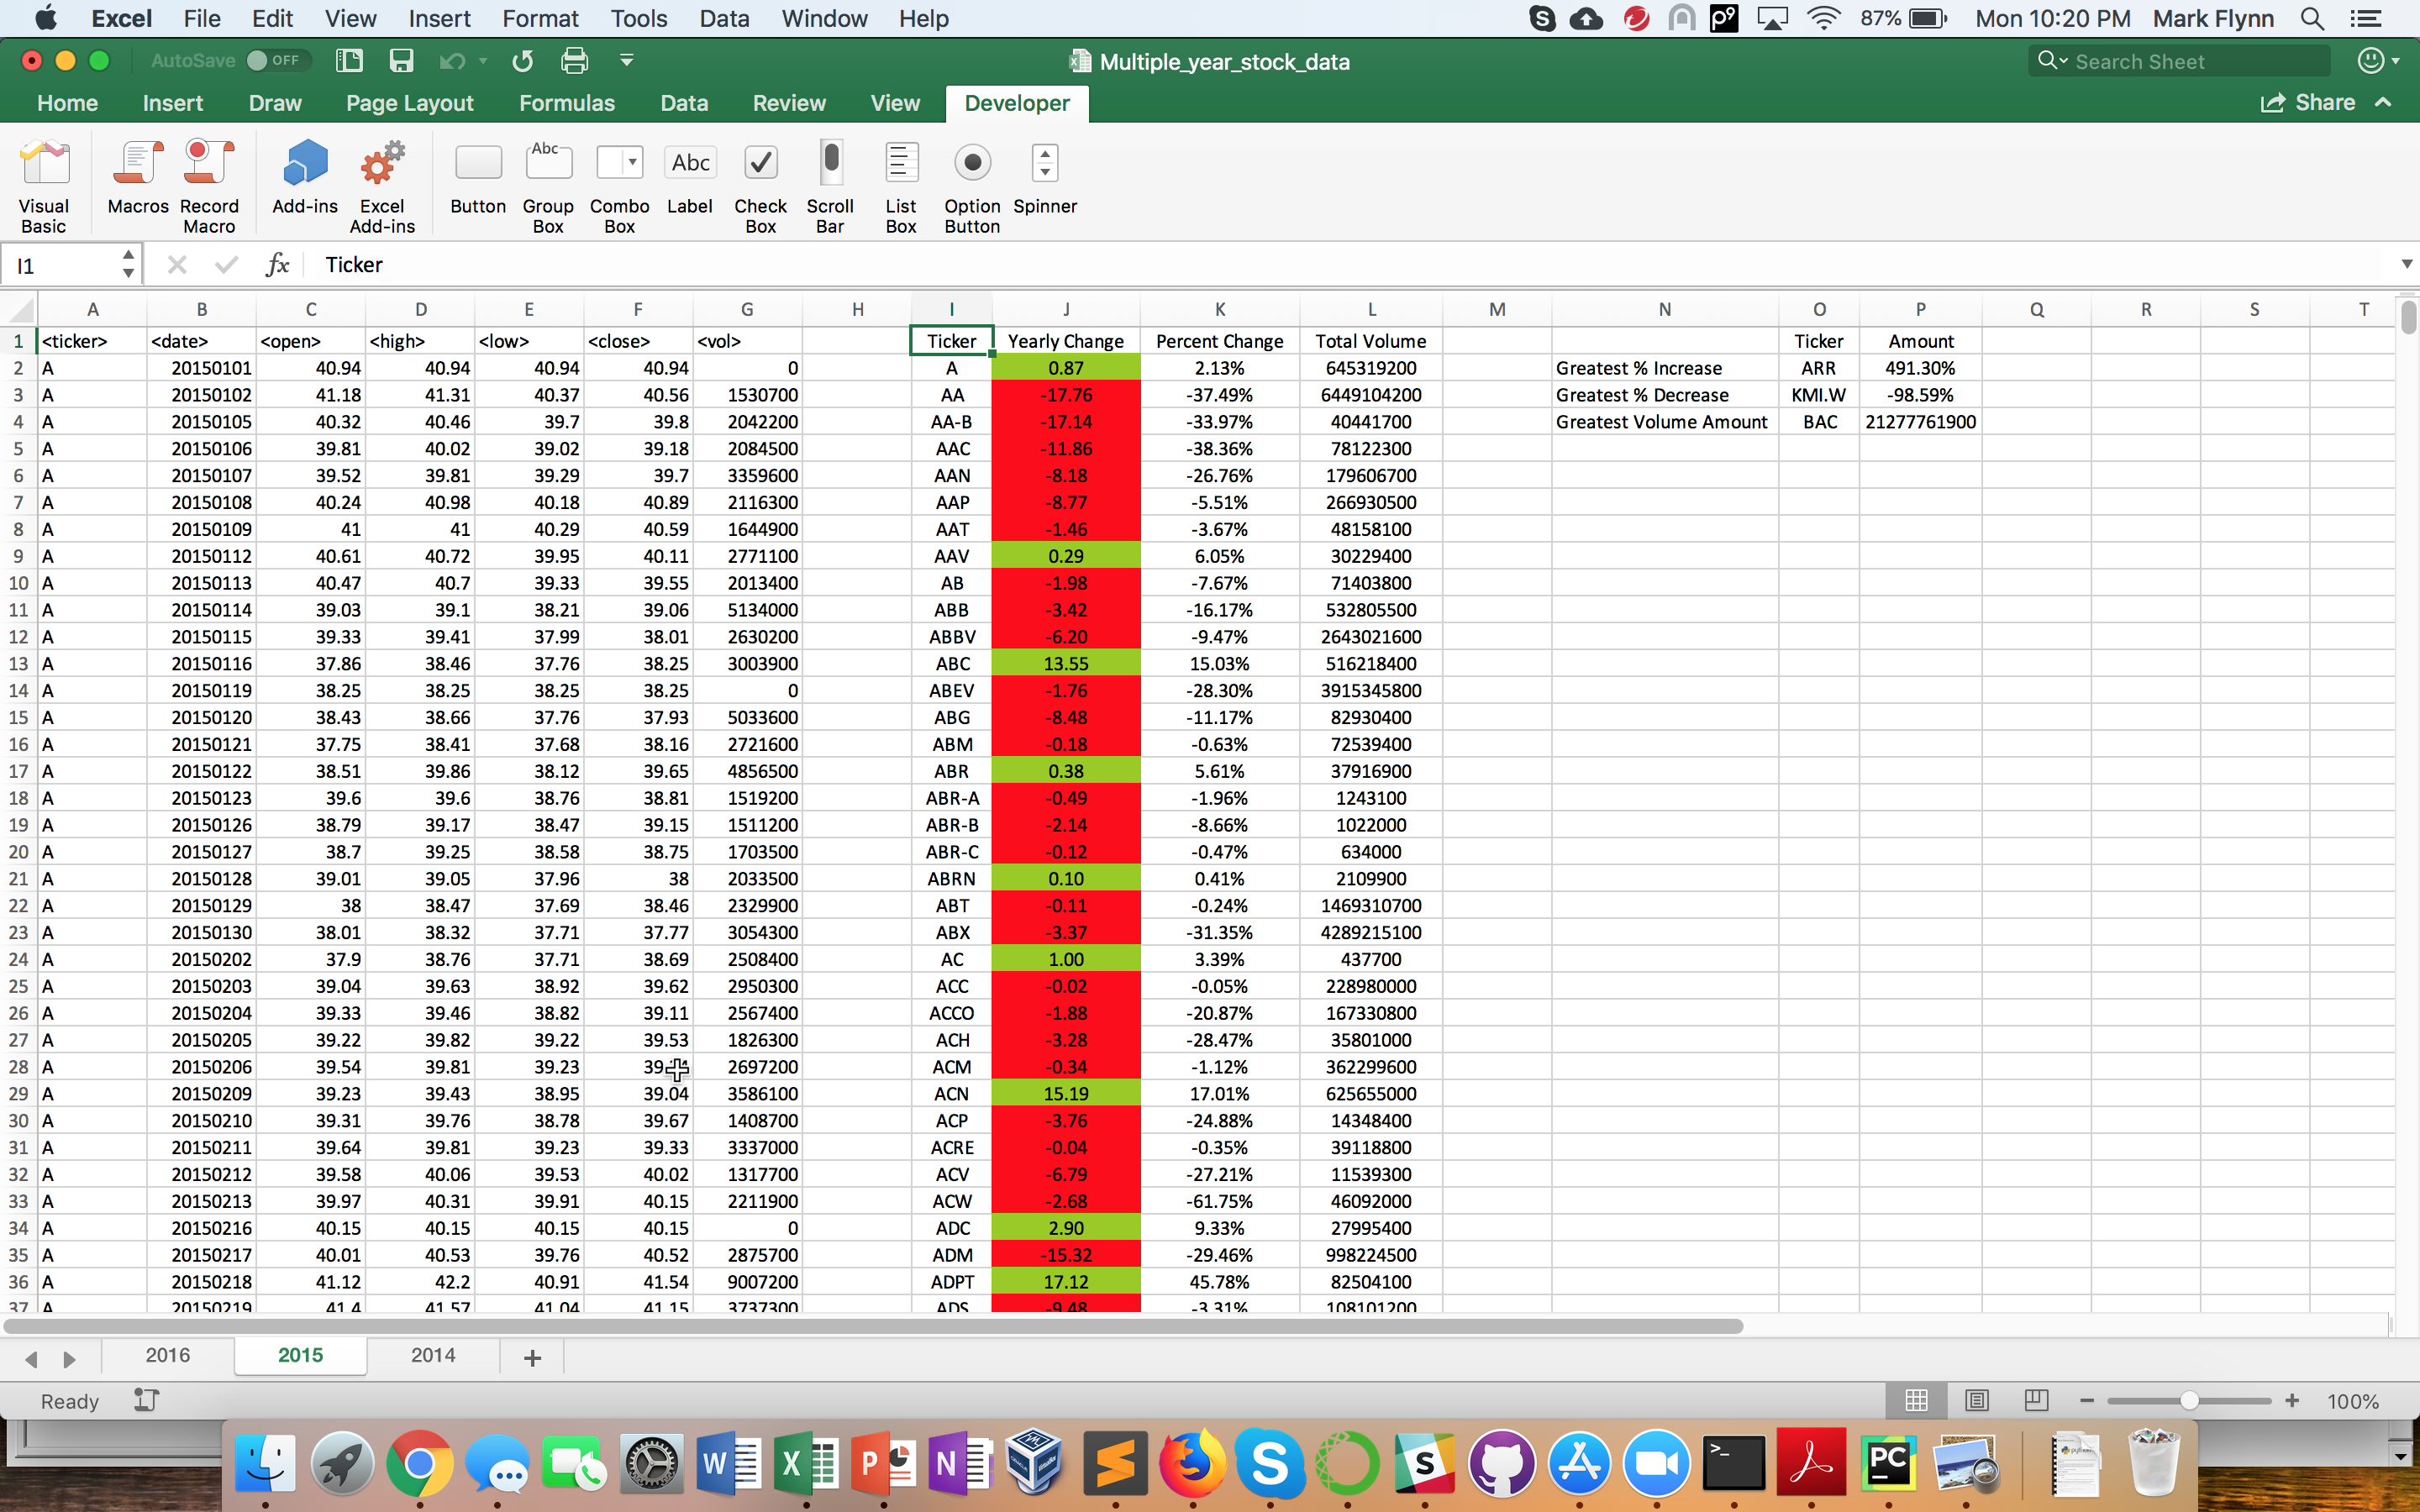 Excel File Edit View Insert Format Tools Data Window Help 87% Mon 10:20 PM Mark Flynn
AutoSave OFF Multiple_year_stock_data Search Sheet
Home Insert Draw Page Layout Formulas Data Review View Developer Share
Visual Basic Macros Record Macro Add-ins Excel Add-ins Button Group Box Combo Box Label Check Box Scroll Bar List Box Option Button Spinner
Abc Abc
I1 fx Ticker
A B C D E F G H I J K L M N O P Q R S T
1 <ticker> <date> <open> <high> <low> <close> <vol> Ticker Yearly Change Percent Change Total Volume Ticker Amount
2 A 20150101 40.94 40.94 40.94 40.94 0 A 0.87 2.13% 645319200 Greatest % Increase ARR 491.30%
3 A 20150102 41.18 41.31 40.37 40.56 1530700 AA -17.76 -37.49% 6449104200 Greatest % Decrease KMI.W -98.59%
4 A 20150105 40.32 40.46 39.7 39.8 2042200 AA-B -17.14 -33.97% 40441700 Greatest Volume Amount BAC 21277761900
5 A 20150106 39.81 40.02 39.02 39.18 2084500 AAC -11.86 -38.36% 78122300
6 A 20150107 39.52 39.81 39.29 39.7 3359600 AAN -8.18 -26.76% 179606700
7 A 20150108 40.24 40.98 40.18 40.89 2116300 AAP -8.77 -5.51% 266930500
8 A 20150109 41 41 40.29 40.59 1644900 AAT -1.46 -3.67% 48158100
9 A 20150112 40.61 40.72 39.95 40.11 2771100 AAV 0.29 6.05% 30229400
10 A 20150113 40.47 40.7 39.33 39.55 2013400 AB -1.98 -7.67% 71403800
11 A 20150114 39.03 39.1 38.21 39.06 5134000 ABB -3.42 -16.17% 532805500
12 A 20150115 39.33 39.41 37.99 38.01 2630200 ABBV -6.20 -9.47% 2643021600
13 A 20150116 37.86 38.46 37.76 38.25 3003900 ABC 13.55 15.03% 516218400
14 A 20150119 38.25 38.25 38.25 38.25 0 ABEV -1.76 -28.30% 3915345800
15 A 20150120 38.43 38.66 37.76 37.93 5033600 ABG -8.48 -11.17% 82930400
16 A 20150121 37.75 38.41 37.68 38.16 2721600 ABM -0.18 -0.63% 72539400
17 A 20150122 38.51 39.86 38.12 39.65 4856500 ABR 0.38 5.61% 37916900
18 A 20150123 39.6 39.6 38.76 38.81 1519200 ABR-A -0.49 -1.96% 1243100
19 A 20150126 38.79 39.17 38.47 39.15 1511200 ABR-B -2.14 -8.66% 1022000
20 A 20150127 38.7 39.25 38.58 38.75 1703500 ABR-C -0.12 -0.47% 634000
21 A 20150128 39.01 39.05 37.96 38 2033500 ABRN 0.10 0.41% 2109900
22 A 20150129 38 38.47 37.69 38.46 2329900 ABT -0.11 -0.24% 1469310700
23 A 20150130 38.01 38.32 37.71 37.77 3054300 ABX -3.37 -31.35% 4289215100
24 A 20150202 37.9 38.76 37.71 38.69 2508400 AC 1.00 3.39% 437700
25 A 20150203 39.04 39.63 38.92 39.62 2950300 ACC -0.02 -0.05% 228980000
26 A 20150204 39.33 39.46 38.82 39.11 2567400 ACCO -1.88 -20.87% 167330800
27 A 20150205 39.22 39.82 39.22 39.53 1826300 ACH -3.28 -28.47% 35801000
28 A 20150206 39.54 39.81 39.23 2697200 ACM -0.34 -1.12% 362299600
29 A 20150209 39.23 39.43 38.95 39.04 3586100 ACN 15.19 17.01% 625655000
30 A 20150210 39.31 39.76 38.78 39.67 1408700 ACP -3.76 -24.88% 14348400
31 A 20150211 39.64 39.81 39.23 39.33 3337000 ACRE -0.04 -0.35% 39118800
32 A 20150212 39.58 40.06 39.53 40.02 1317700 ACV -6.79 -27.21% 11539300
33 A 20150213 39.97 40.31 39.91 40.15 2211900 ACW -2.68 -61.75% 46092000
34 A 20150216 40.15 40.15 40.15 40.15 0 ADC 2.90 9.33% 27995400
35 A 20150217 40.01 40.53 39.76 40.52 2875700 ADM -15.32 -29.46% 998224500
36 A 20150218 41.12 42.2 40.91 41.54 9007200 ADPT 17.12 45.78% 82504100
37 A 20150219 41.4 41.57 41.04 41.15 3737300 ADS -9.48 -3.31% 108101200
2016 2015 2014
Ready 100%